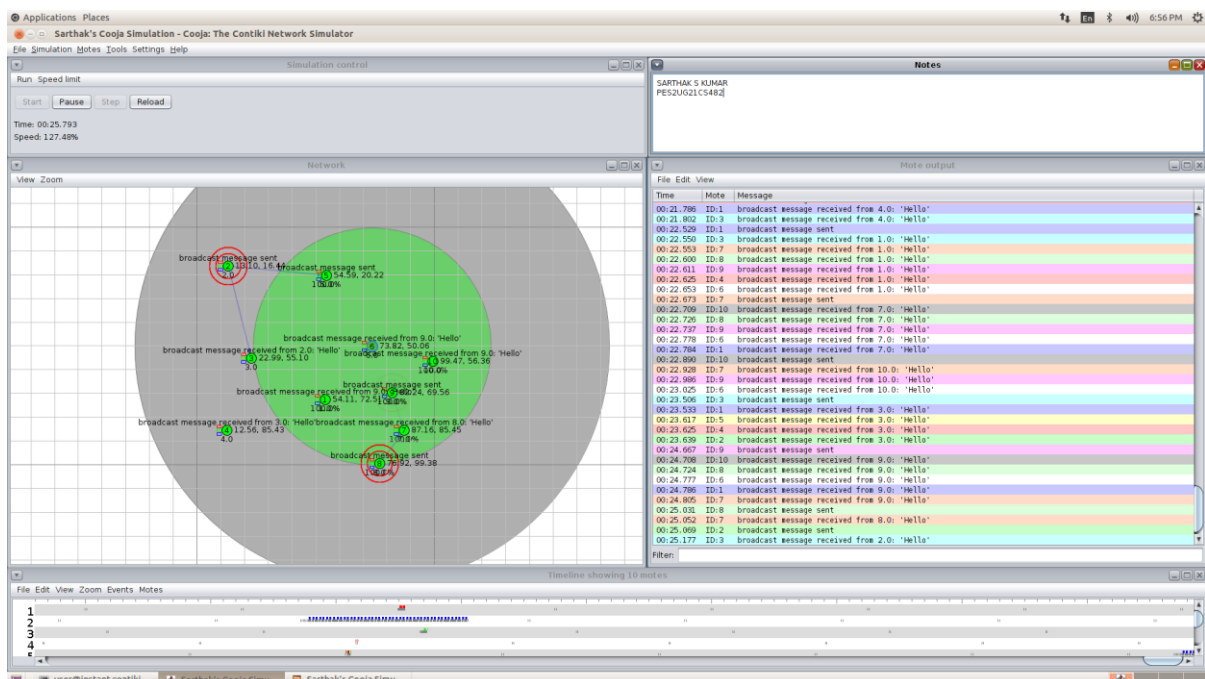 Applications Places
En
6:56 PM
Sarthak's Cooja Simulation - Cooja: The Contiki Network Simulator
File Simulation Motes Tools Settings Help
Simulation control
Run Speed limit
Start Pause Step Reload
Time: 00:25.793
Speed: 127.48%
Notes
SARTHAK S KUMAR
PES2UG21CS482
Network
View Zoom
broadcast message sent
2 13.10, 16.44
2.0
broadcast message sent
54.59, 20.22
broadcast message received from 9.0: 'Hello'
6 73.82, 50.06
broadcast message received from 2.0: 'Hello'
3 22.99, 55.10
3.0
broadcast message received from 9.0: 'Hello'
99.47, 56.36
broadcast message sent
69.56
broadcast message received from
1 54.11, 72.5
broadcast message received from 3.0: 'Hello'
4 12.56, 85.43
4.0
broadcast message received from 8.0: 'Hello'
7 87.16, 85.45
broadcast message sent
8 76.92, 99.38
Mote output
File Edit View
Time Mote Message
00:21.786 ID:1 broadcast message received from 4.0: 'Hello'
00:21.802 ID:3 broadcast message received from 4.0: 'Hello'
00:22.529 ID:1 broadcast message sent
00:22.550 ID:3 broadcast message received from 1.0: 'Hello'
00:22.553 ID:7 broadcast message received from 1.0: 'Hello'
00:22.600 ID:8 broadcast message received from 1.0: 'Hello'
00:22.611 ID:9 broadcast message received from 1.0: 'Hello'
00:22.625 ID:4 broadcast message received from 1.0: 'Hello'
00:22.653 ID:6 broadcast message received from 1.0: 'Hello'
00:22.673 ID:7 broadcast message sent
00:22.709 ID:10 broadcast message received from 7.0: 'Hello'
00:22.726 ID:8 broadcast message received from 7.0: 'Hello'
00:22.737 ID:9 broadcast message received from 7.0: 'Hello'
00:22.778 ID:6 broadcast message received from 7.0: 'Hello'
00:22.784 ID:1 broadcast message received from 7.0: 'Hello'
00:22.890 ID:10 broadcast message sent
00:22.928 ID:7 broadcast message received from 10.0: 'Hello'
00:22.986 ID:9 broadcast message received from 10.0: 'Hello'
00:23.025 ID:6 broadcast message received from 10.0: 'Hello'
00:23.506 ID:3 broadcast message sent
00:23.533 ID:1 broadcast message received from 3.0: 'Hello'
00:23.617 ID:5 broadcast message received from 3.0: 'Hello'
00:23.625 ID:4 broadcast message received from 3.0: 'Hello'
00:23.639 ID:2 broadcast message received from 3.0: 'Hello'
00:24.667 ID:9 broadcast message sent
00:24.708 ID:10 broadcast message received from 9.0: 'Hello'
00:24.724 ID:8 broadcast message received from 9.0: 'Hello'
00:24.777 ID:6 broadcast message received from 9.0: 'Hello'
00:24.786 ID:1 broadcast message received from 9.0: 'Hello'
00:24.805 ID:7 broadcast message received from 9.0: 'Hello'
00:25.031 ID:8 broadcast message sent
00:25.052 ID:7 broadcast message received from 8.0: 'Hello'
00:25.069 ID:2 broadcast message sent
00:25.177 ID:3 broadcast message received from 2.0: 'Hello'
Filter:
Timeline showing 10 motes
File Edit View Zoom Events Motes
1
2
3
4